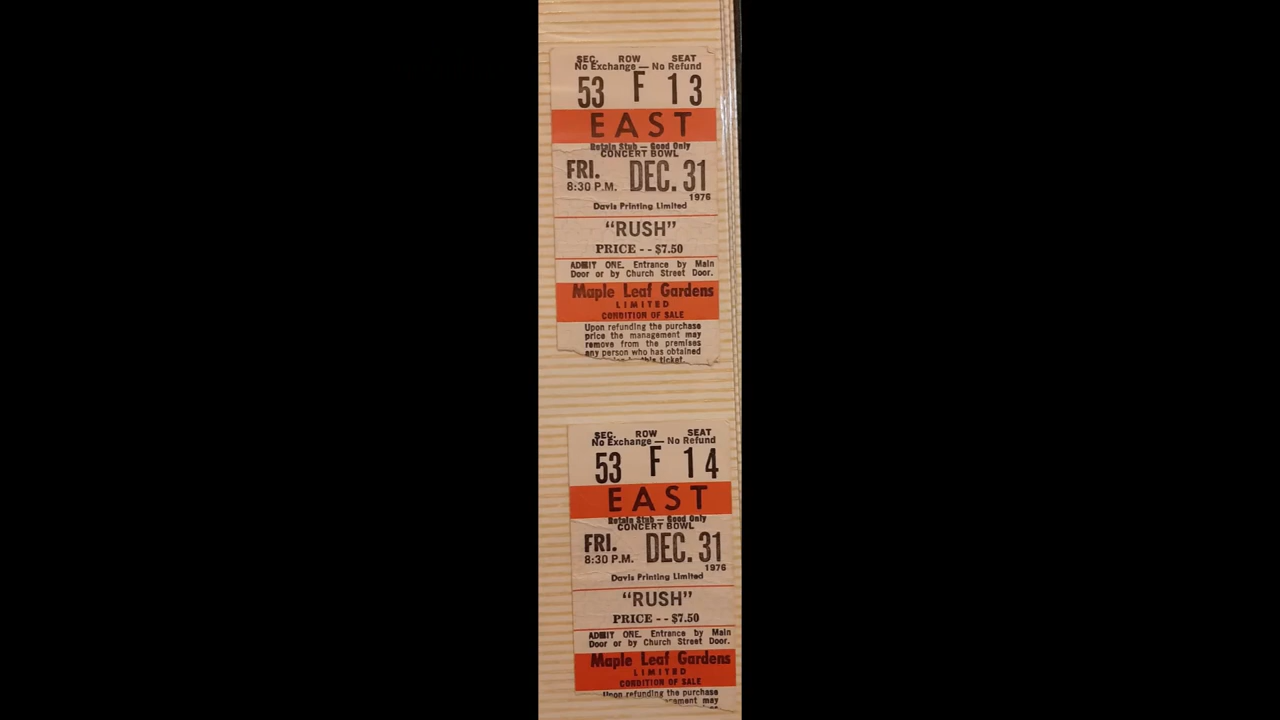 SEC. ROW SEAT
No Exchange — No Refund
53 F 13
EAST
Retain Stub — Good Only
CONCERT BOWL
FRI. DEC. 31
8:30 P.M.
1976
Davis Printing Limited
"RUSH"
PRICE - - $7.50
ADMIT ONE. Entrance by Main
Door or by Church Street Door.
Maple Leaf Gardens
LIMITED
CONDITION OF SALE
Upon refunding the purchase
price the management may
remove from the premises
any person who has obtained
this ticket.
SEC. ROW SEAT
No Exchange — No Refund
53 F 14
EAST
Retain Stub — Good Only
CONCERT BOWL
FRI. DEC. 31
8:30 P.M.
1976
Davis Printing Limited
"RUSH"
PRICE - - $7.50
ADMIT ONE. Entrance by Main
Door or by Church Street Door.
Maple Leaf Gardens
LIMITED
CONDITION OF SALE
Upon refunding the purchase
may